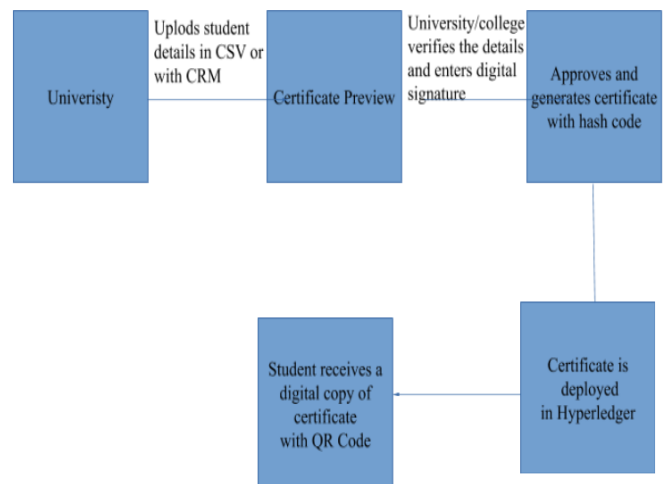 Univeristy
Uplods student
details in CSV or
with CRM
Certificate Preview
University/college
verifies the details
and enters digital
signature
Approves and
generates certificate
with hash code
Certificate is
deployed
in Hyperledger
Student receives a
digital copy of
certificate
with QR Code